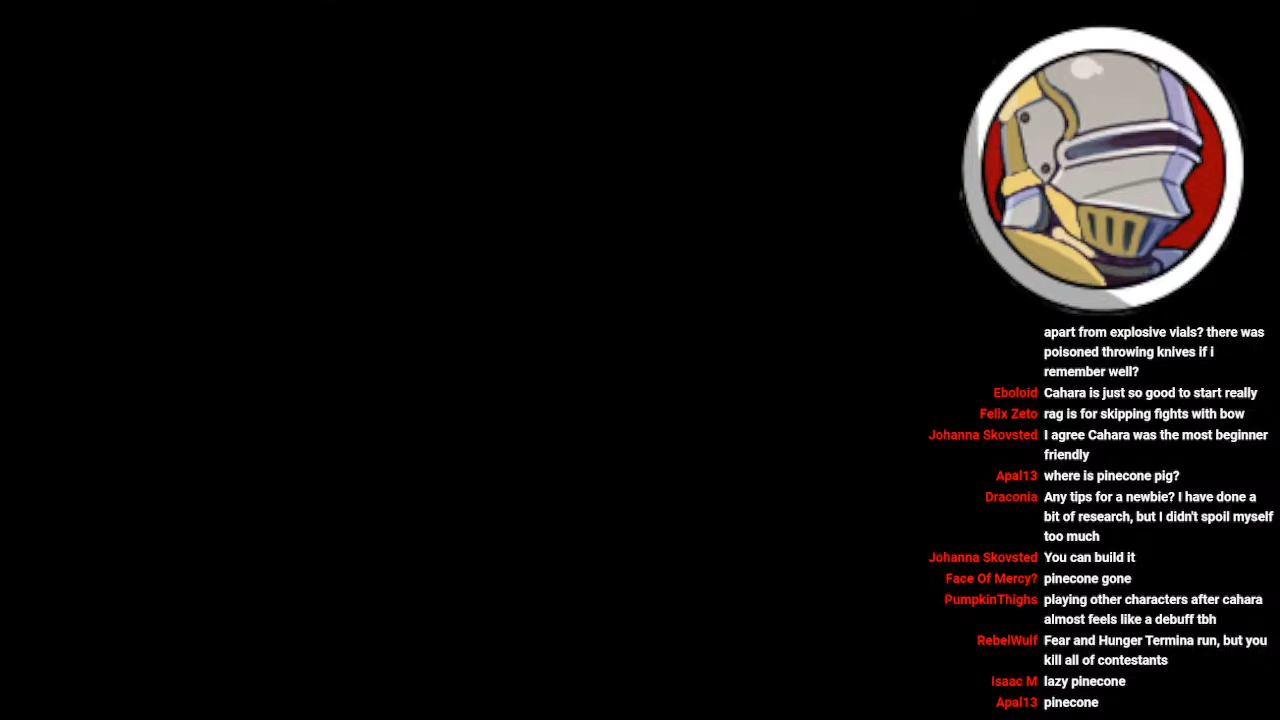 apart from explosive vials? there was
poisoned throwing knives if i
remember well?
Eboloid Cahara is just so good to start really
Felix Zeto rag is for skipping fights with bow
Johanna Skovsted I agree Cahara was the most beginner
friendly
Apal13 where is pinecone pig?
Draconia Any tips for a newbie? I have done a
bit of research, but I didn't spoil myself
too much
Johanna Skovsted You can build it
Face Of Mercy? pinecone gone
PumpkinThighs playing other characters after cahara
almost feels like a debuff tbh
RebelWulf Fear and Hunger Termina run, but you
kill all of contestants
Isaac M lazy pinecone
Apal13 pinecone